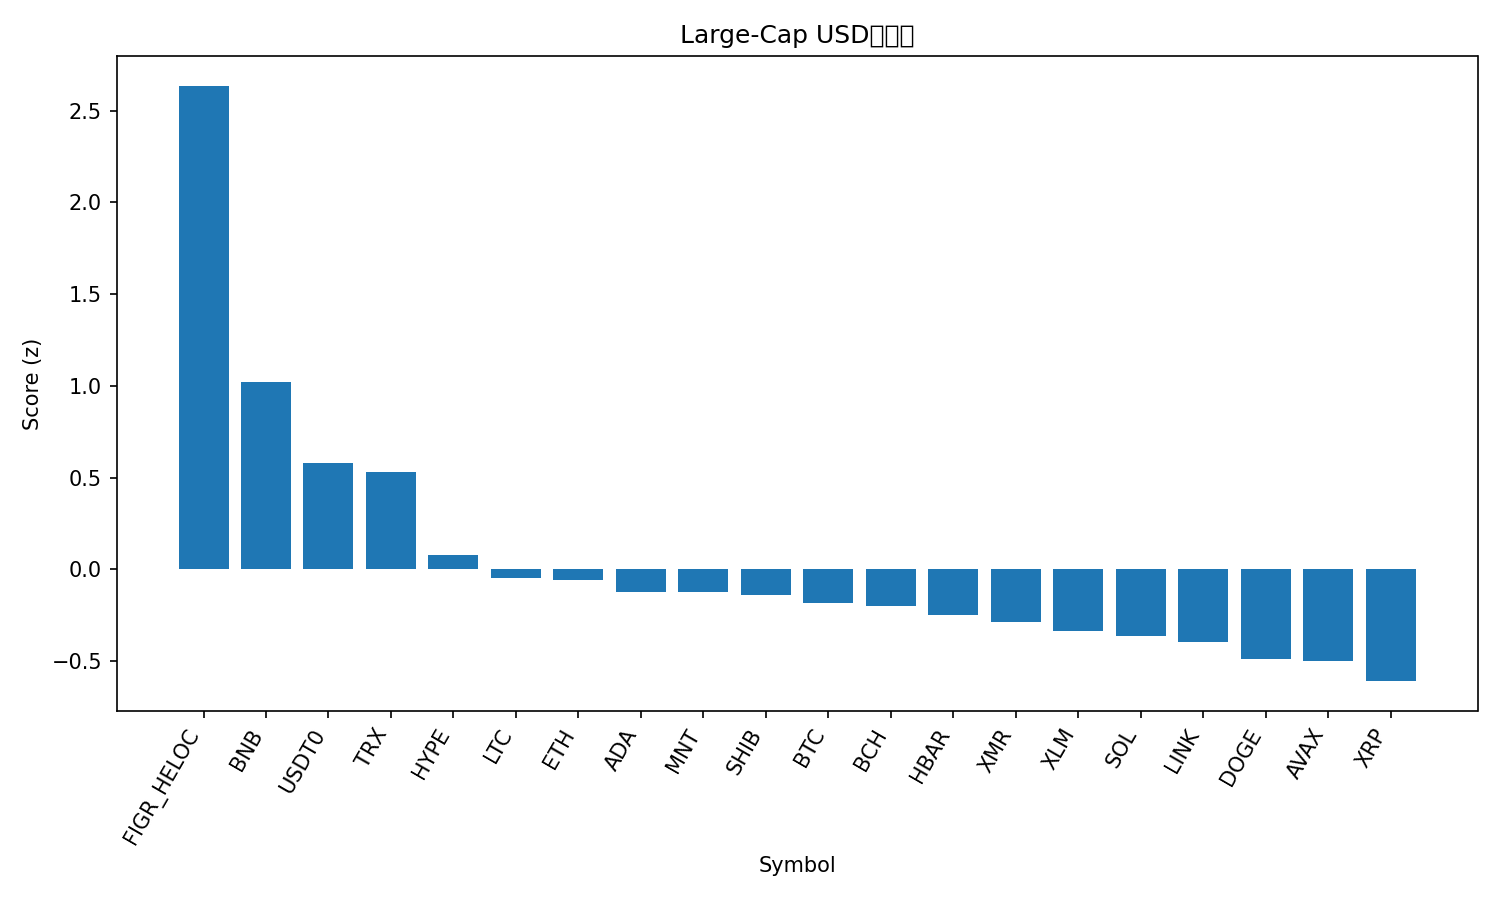 Large-Cap USD
Score (z)
2.5
2.0
1.5
1.0
0.5
0.0
−0.5
FIGR_HELOC
BNB
USDT0
TRX
HYPE
LTC
ETH
ADA
MNT
SHIB
BTC
BCH
HBAR
XMR
XLM
SOL
LINK
DOGE
AVAX
XRP
Symbol